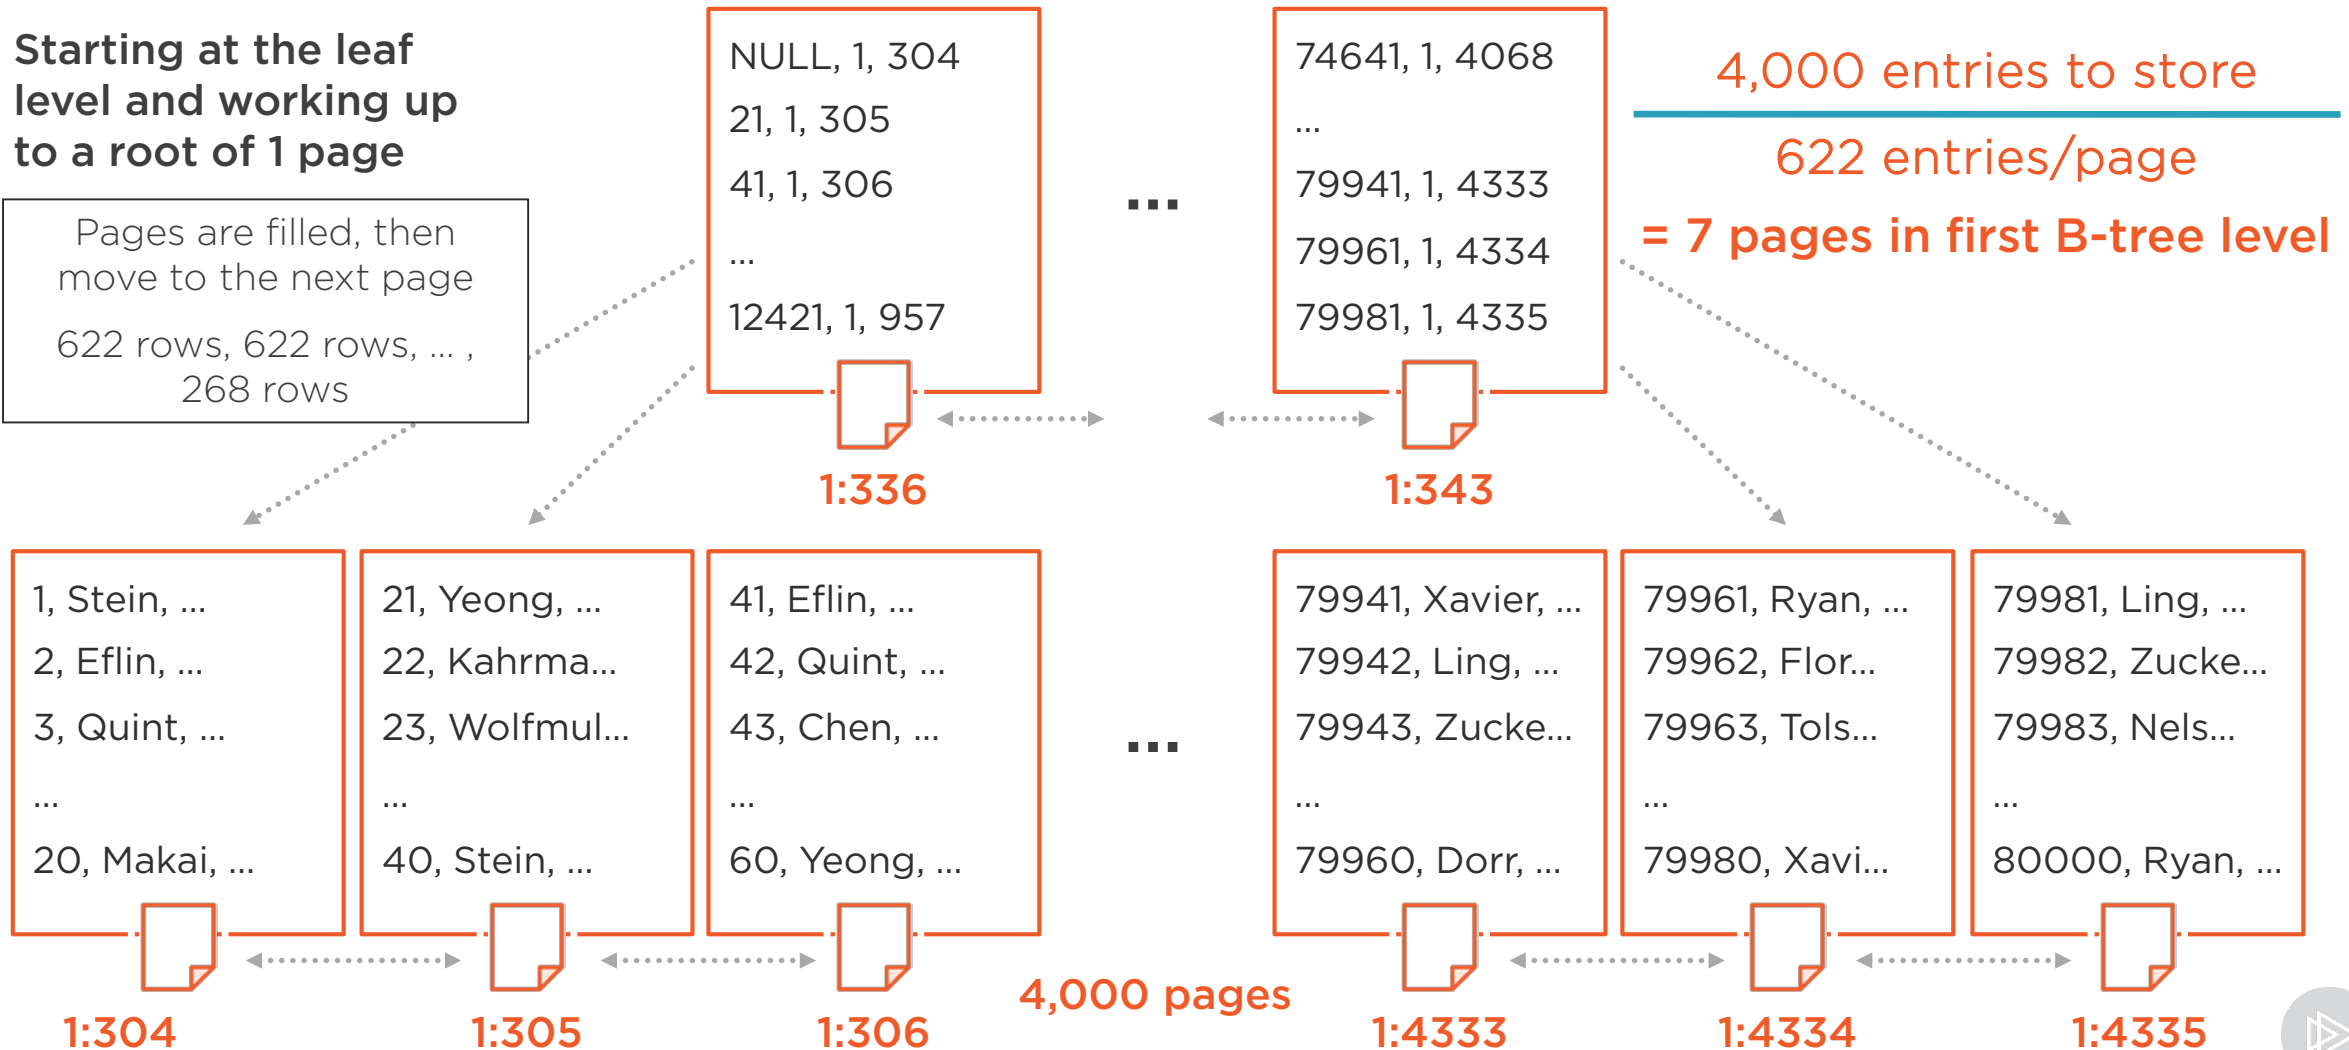 Starting at the leaf
level and working up
to a root of 1 page
Pages are filled, then
move to the next page
622 rows, 622 rows, ... ,
268 rows
NULL, 1, 304
21, 1, 305
41, 1, 306
...
12421, 1, 957
1:336
...
74641, 1, 4068
...
79941, 1, 4333
79961, 1, 4334
79981, 1, 4335
1:343
4,000 entries to store
622 entries/page
= 7 pages in first B-tree level
1, Stein, ...
2, Eflin, ...
3, Quint, ...
...
20, Makai, ...
1:304
21, Yeong, ...
22, Kahrma...
23, Wolfmul...
...
40, Stein, ...
1:305
41, Eflin, ...
42, Quint, ...
43, Chen, ...
...
60, Yeong, ...
1:306
...
4,000 pages
79941, Xavier, ...
79942, Ling, ...
79943, Zucke...
...
79960, Dorr, ...
1:4333
79961, Ryan, ...
79962, Flor...
79963, Tols...
...
79980, Xavi...
1:4334
79981, Ling, ...
79982, Zucke...
79983, Nels...
...
80000, Ryan, ...
1:4335